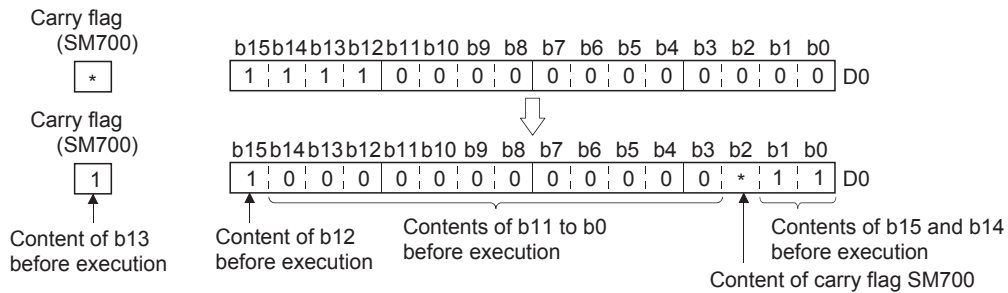 Carry flag
(SM700)
b15 b14 b13 b12 b11 b10 b9 b8 b7 b6 b5 b4 b3 b2 b1 b0
* 1 1 1 1 0 0 0 0 0 0 0 0 0 0 0 0 D0
Carry flag
(SM700)
b15 b14 b13 b12 b11 b10 b9 b8 b7 b6 b5 b4 b3 b2 b1 b0
1 1 0 0 0 0 0 0 0 0 0 0 0 0 * 1 1 D0
Content of b13
before execution
Content of b12
before execution
Contents of b11 to b0
before execution
Contents of b15 and b14
before execution
Content of carry flag SM700